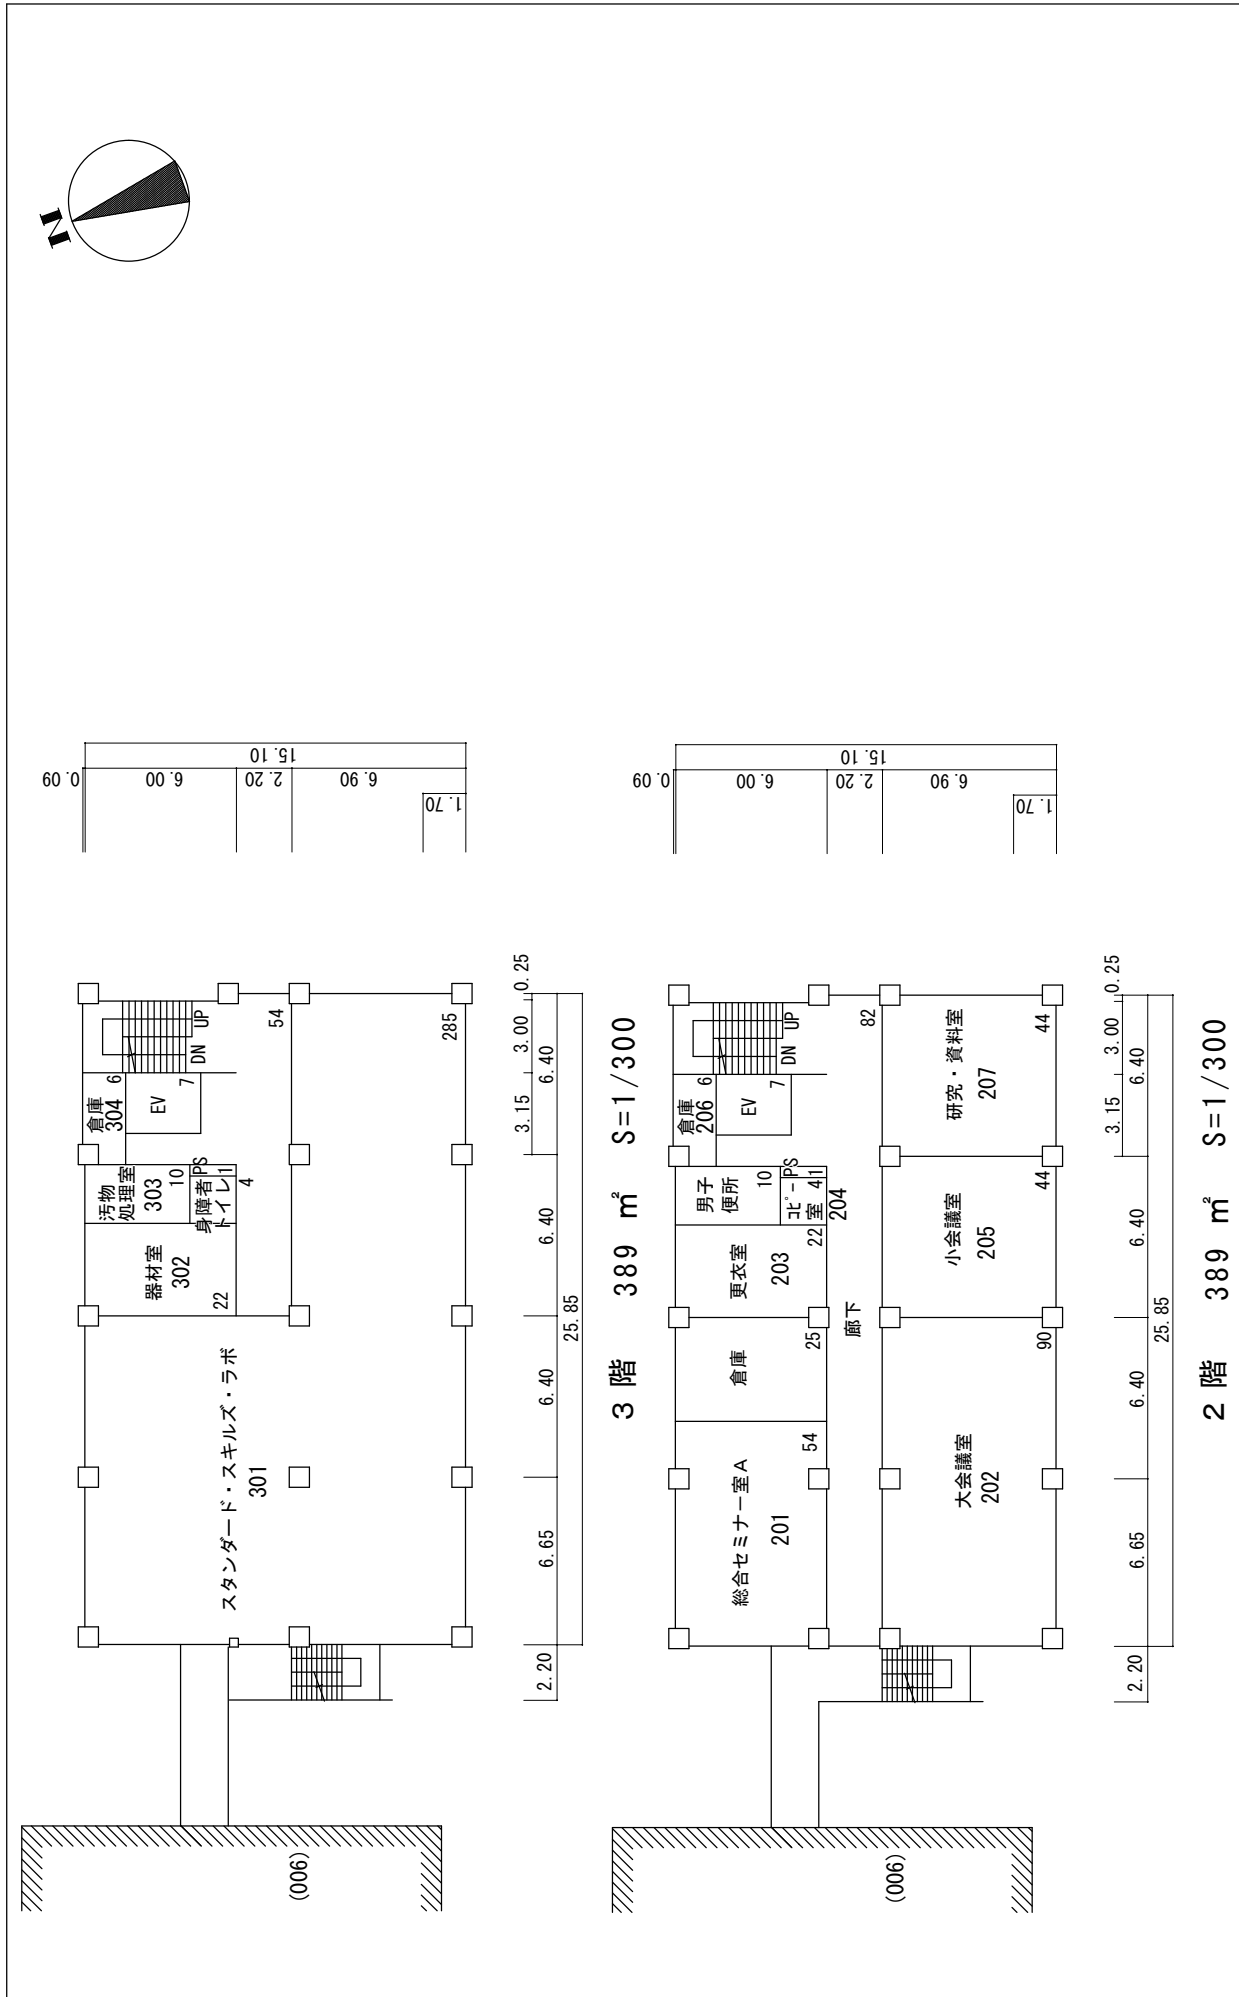 N
3 階　389 ㎡　S=1/300
スタンダード・スキルズ・ラボ
301
285
器材室
302
22
汚物
処理室
303
10
身障者
トイレ
4
PS
1
倉庫
304
6
EV
7
DN
UP
54
(006)
0.09
6.00
2.20
6.90
15.10
1.70
2.20
6.65
6.40
6.40
6.40
3.15
3.00
0.25
25.85
2 階　389 ㎡　S=1/300
総合セミナー室A
201
54
倉庫
25
更衣室
203
22
男子
便所
10
コピー
室
4
204
PS
1
倉庫
206
6
EV
7
DN
UP
廊下
82
大会議室
202
90
小会議室
205
44
研究・資料室
207
44
(006)
0.09
6.00
2.20
6.90
15.10
1.70
2.20
6.65
6.40
6.40
6.40
3.15
3.00
0.25
25.85